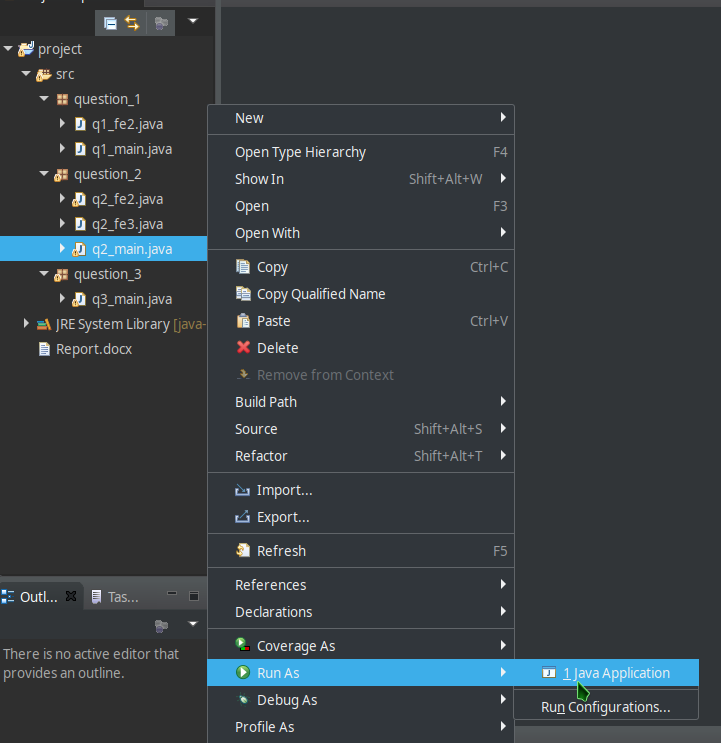 project
src
question_1
q1_fe2.java
q1_main.java
question_2
q2_fe2.java
q2_fe3.java
q2_main.java
question_3
q3_main.java
JRE System Library [java-
Report.docx
New
Open Type Hierarchy F4
Show In Shift+Alt+W
Open F3
Open With
Copy Ctrl+C
Copy Qualified Name
Paste Ctrl+V
Delete
Remove from Context
Build Path
Source Shift+Alt+S
Refactor Shift+Alt+T
Import...
Export...
Refresh F5
References
Declarations
Coverage As
Run As
Debug As
Profile As
1 Java Application
Run Configurations...
Outl... Tas...
There is no active editor that
provides an outline.